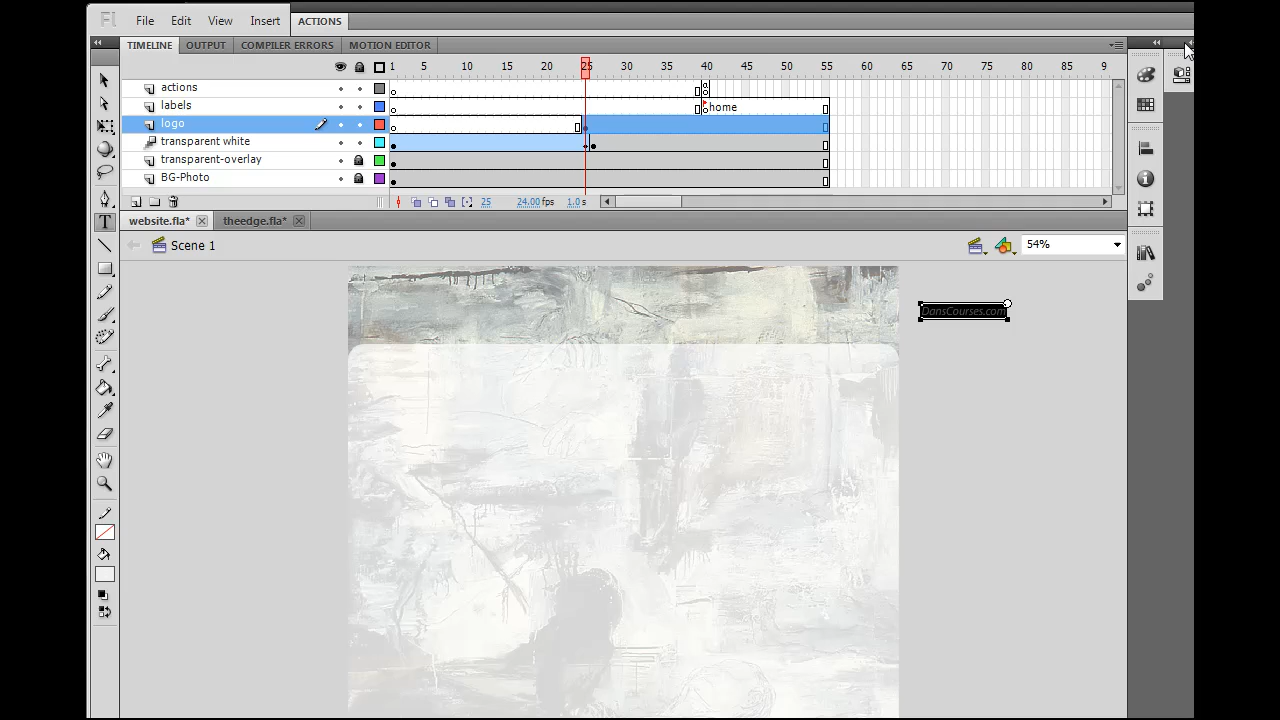 Fl File Edit View Insert ACTIONS
TIMELINE OUTPUT COMPILER ERRORS MOTION EDITOR
1 5 10 15 20 25 30 35 40 45 50 55 60 65 70 75 80 85 9
actions
labels home
logo
transparent white
transparent-overlay
BG-Photo
25 24.00 fps 1.0 s
website.fla* theedge.fla*
Scene 1 54%
DansCourses.com
T